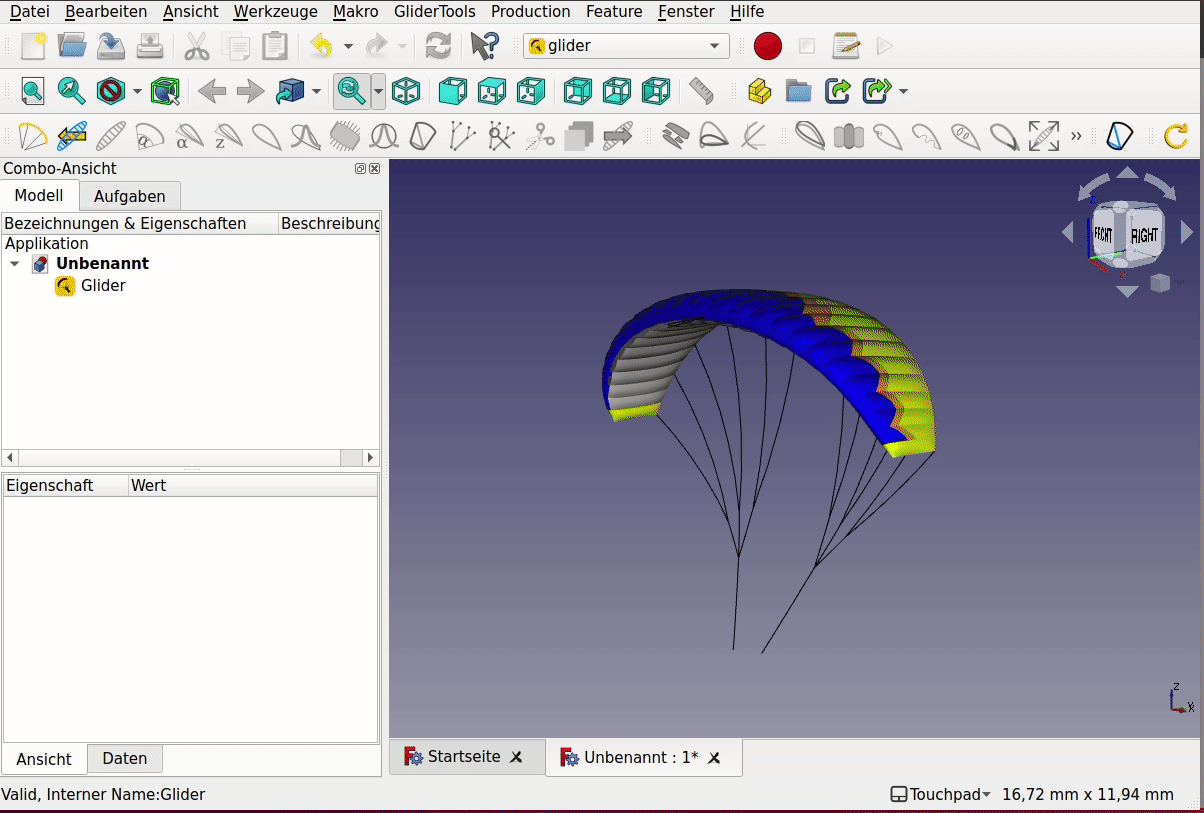 Datei Bearbeiten Ansicht Werkzeuge Makro GliderTools Production Feature Fenster Hilfe
glider
α z
»
Combo-Ansicht
Modell Aufgaben
Bezeichnungen & Eigenschaften Beschreibung
Applikation
Unbenannt
Glider
Eigenschaft Wert
Ansicht Daten
z
FRONT RIGHT
x
z
x
Startseite Unbenannt : 1*
Valid, Interner Name:Glider Touchpad 16,72 mm x 11,94 mm